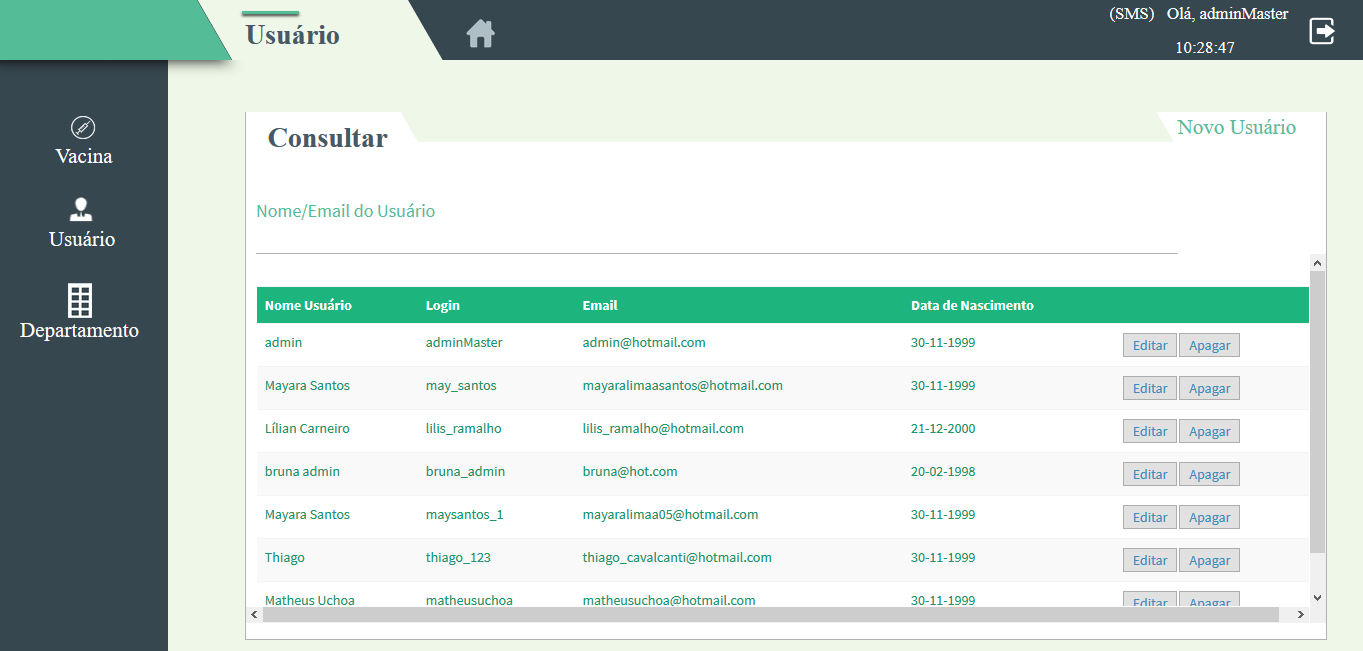 Usuário
(SMS) Olá, adminMaster
10:28:47
Vacina
Usuário
Departamento
Consultar
Novo Usuário
Nome/Email do Usuário
Nome Usuário Login Email Data de Nascimento
admin adminMaster admin@hotmail.com 30-11-1999 Editar Apagar
Mayara Santos may_santos mayaralimaasantos@hotmail.com 30-11-1999 Editar Apagar
Lílian Carneiro lilis_ramalho lilis_ramalho@hotmail.com 21-12-2000 Editar Apagar
bruna admin bruna_admin bruna@hot.com 20-02-1998 Editar Apagar
Mayara Santos maysantos_1 mayaralimaa05@hotmail.com 30-11-1999 Editar Apagar
Thiago thiago_123 thiago_cavalcanti@hotmail.com 30-11-1999 Editar Apagar
Matheus Uchoa matheusuchoa matheusuchoa@hotmail.com 30-11-1999 Editar Apagar